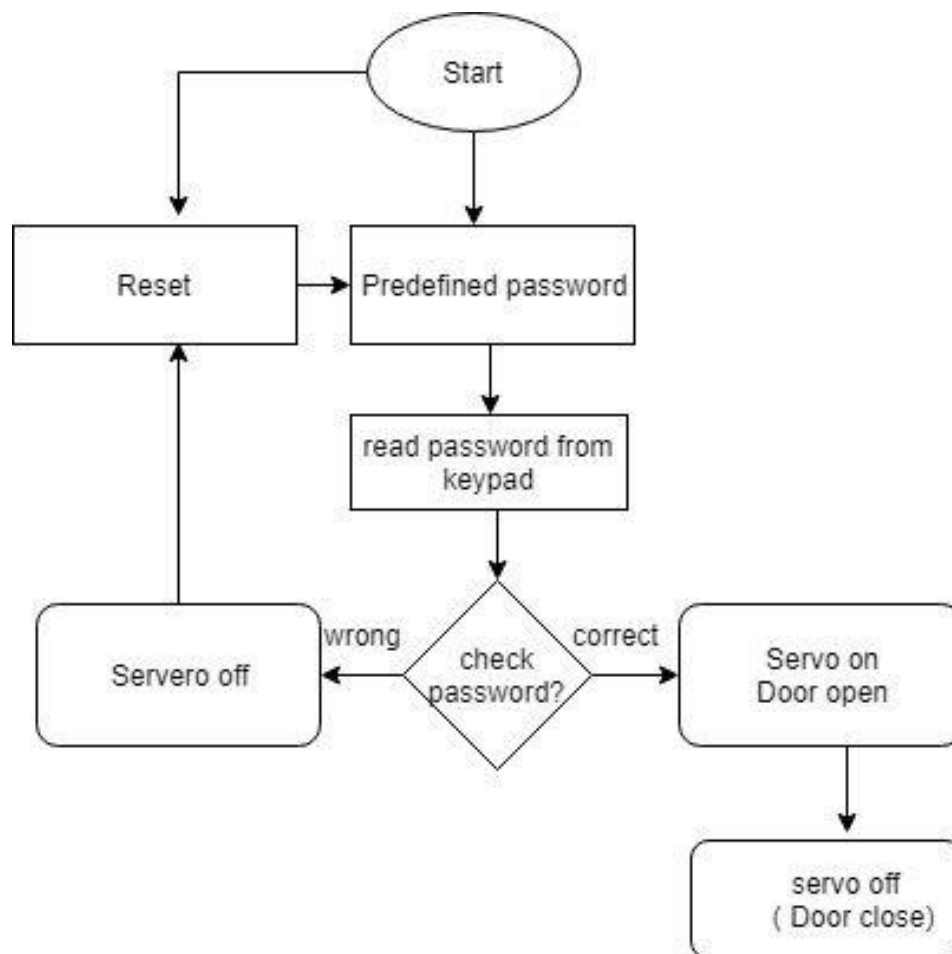 Start
Reset
Predefined password
read password from
keypad
wrong
correct
Servero off
check
password?
Servo on
Door open
servo off
( Door close)